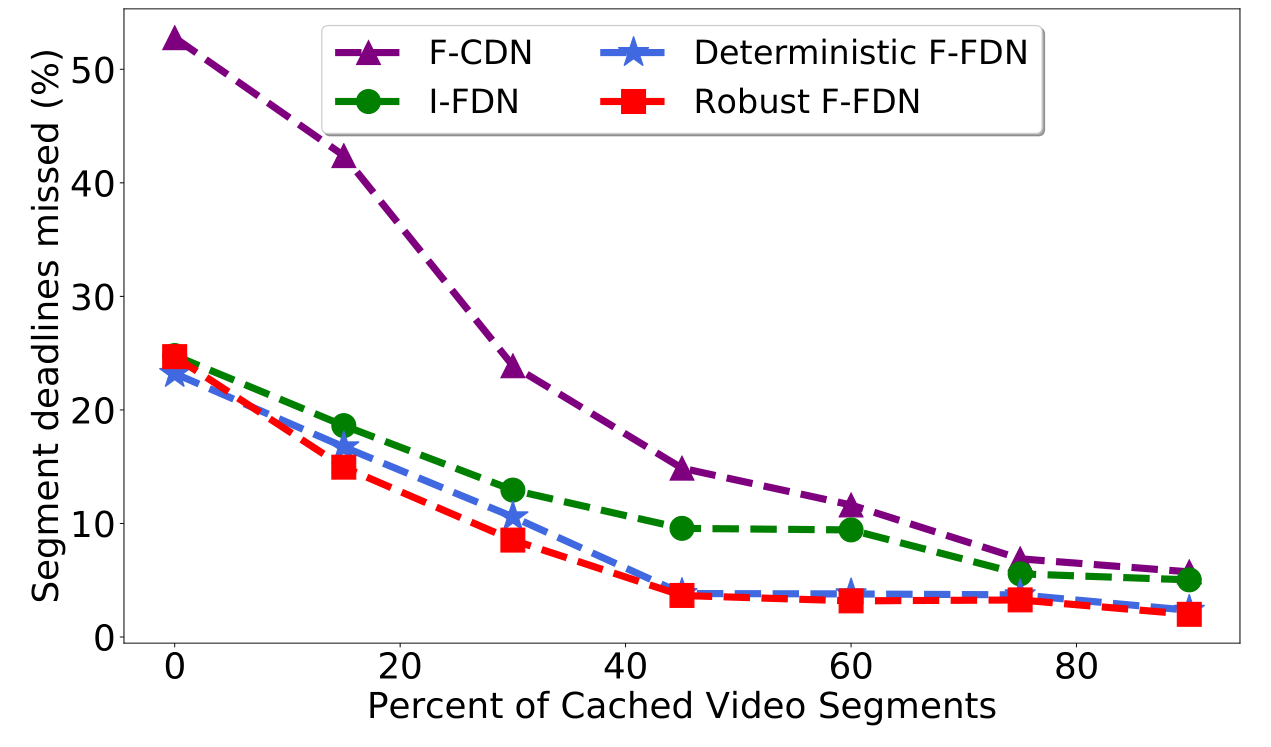 F-CDN
I-FDN
Deterministic F-FDN
Robust F-FDN
Segment deadlines missed (%)
50
40
30
20
10
0
0 20 40 60 80
Percent of Cached Video Segments